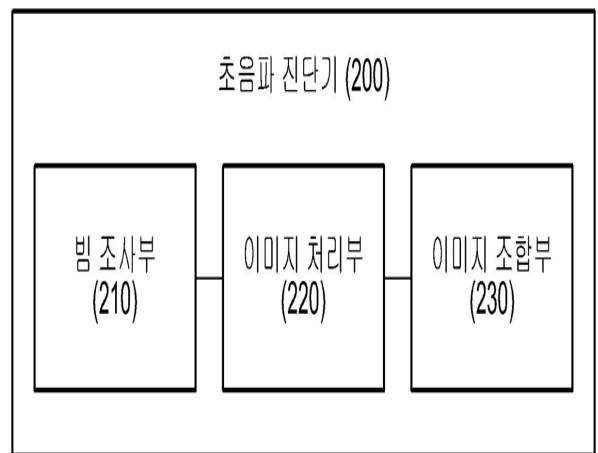 초음파 진단기 (200)
빔 조사부
(210)
이미지 처리부
(220)
이미지 조합부
(230)